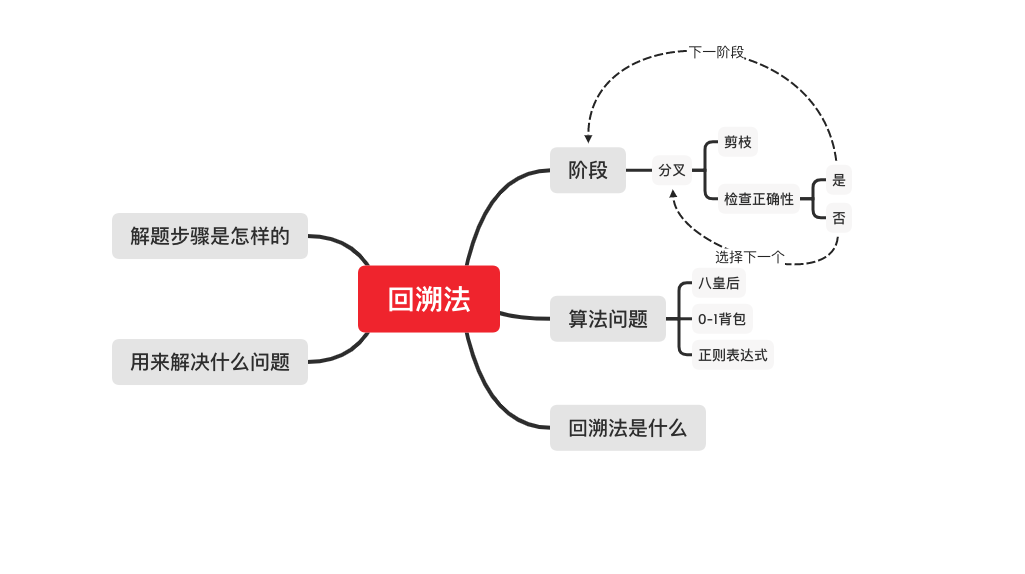 下一阶段
剪枝
阶段
分叉
是
检查正确性
否
解题步骤是怎样的
选择下一个
八皇后
回溯法
算法问题
0-1背包
正则表达式
用来解决什么问题
回溯法是什么